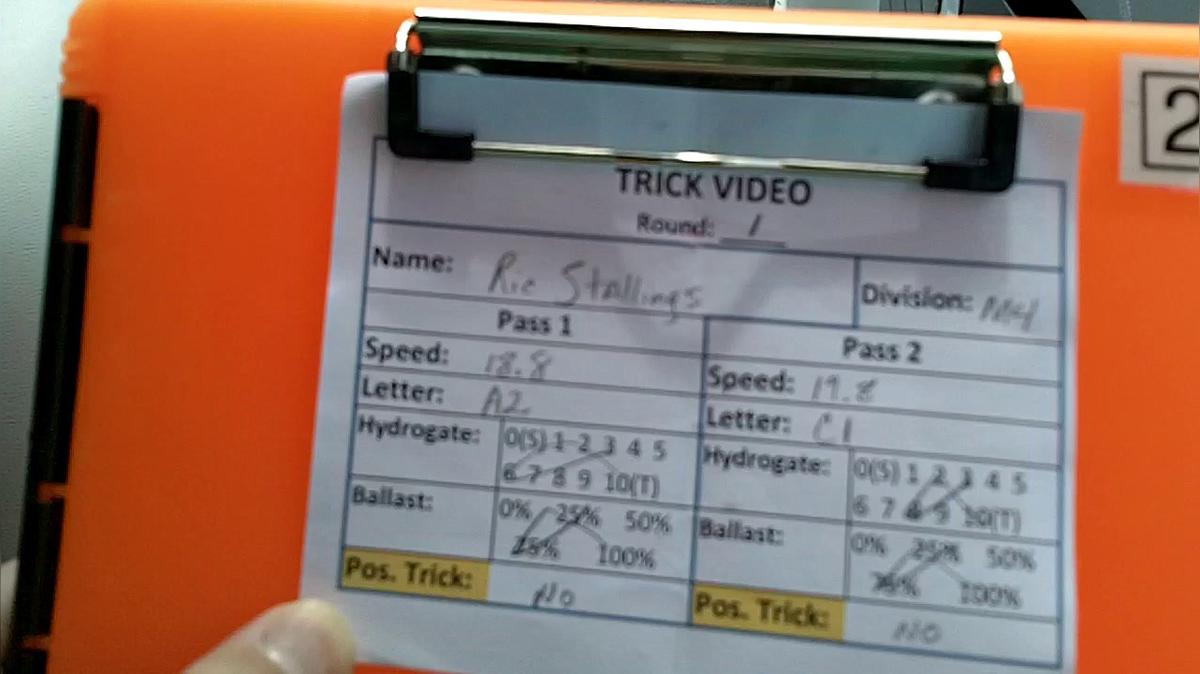 2
TRICK VIDEO
Round: 1
Name: Ric Stallings
Division: MM
Pass 1
Pass 2
Speed: 18.8
Speed: 19.8
Letter: A2
Letter: C1
Hydrogate: 0(S) 1 2 3 4 5
6 7 8 9 10(T)
Hydrogate: 0(S) 1 2 3 4 5
6 7 8 9 10(T)
Ballast: 0% 25% 50%
75% 100%
Ballast: 0% 25% 50%
75% 100%
Pos. Trick: NO
Pos. Trick: NO